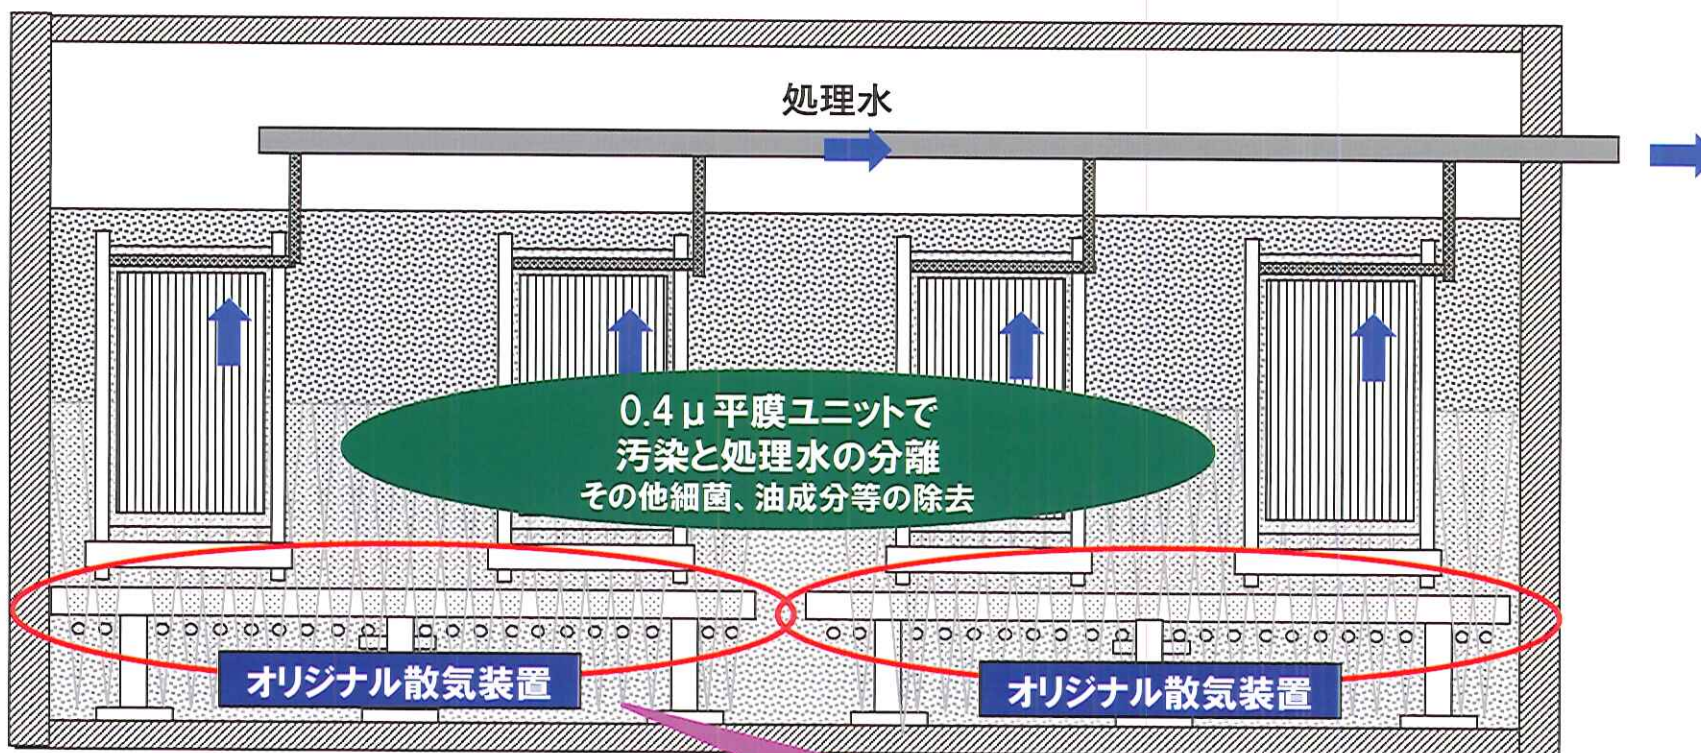 処理水
0.4μ平膜ユニットで
汚染と処理水の分離
その他細菌、油成分等の除去
オリジナル散気装置
オリジナル散気装置